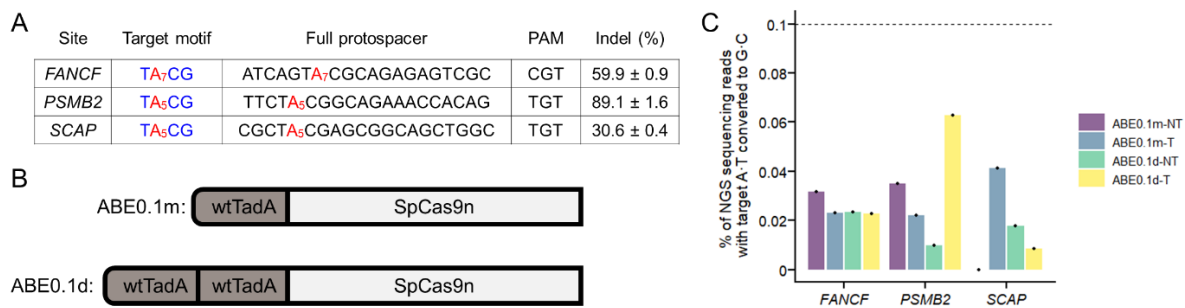 A
Site Target motif Full protospacer PAM Indel (%)
FANCF TA₇CG ATCAGTA₇CGCAGAGAGTCGC CGT 59.9 ± 0.9
PSMB2 TA₅CG TTCTA₅CGGCAGAAACCACAG TGT 89.1 ± 1.6
SCAP TA₅CG CGCTA₅CGAGCGGCAGCTGGC TGT 30.6 ± 0.4
B
ABE0.1m: wtTadA SpCas9n
ABE0.1d: wtTadA wtTadA SpCas9n
C
% of NGS sequencing reads
with target A·T converted to G·C
0.1
0.08
0.06
0.04
0.02
0
FANCF PSMB2 SCAP
ABE0.1m-NT
ABE0.1m-T
ABE0.1d-NT
ABE0.1d-T